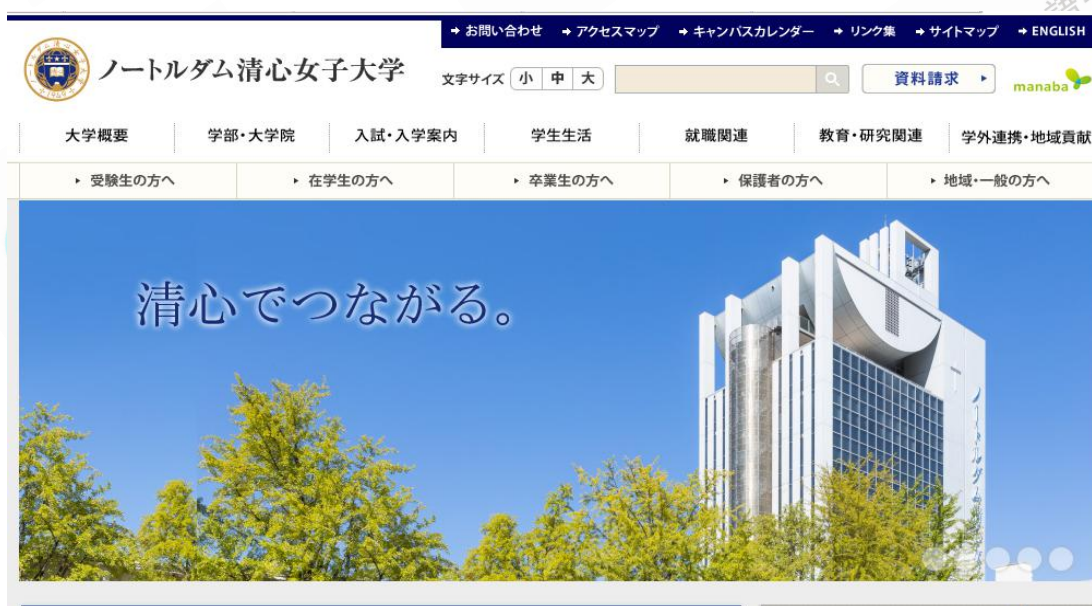 お問い合わせ アクセスマップ キャンパスカレンダー リンク集 サイトマップ ENGLISH
ノートルダム清心女子大学
文字サイズ 小 中 大 資料請求 manaba
大学概要 学部・大学院 入試・入学案内 学生生活 就職関連 教育・研究関連 学外連携・地域貢献
受験生の方へ 在学生の方へ 卒業生の方へ 保護者の方へ 地域・一般の方へ
清心でつながる。
ノートルダム